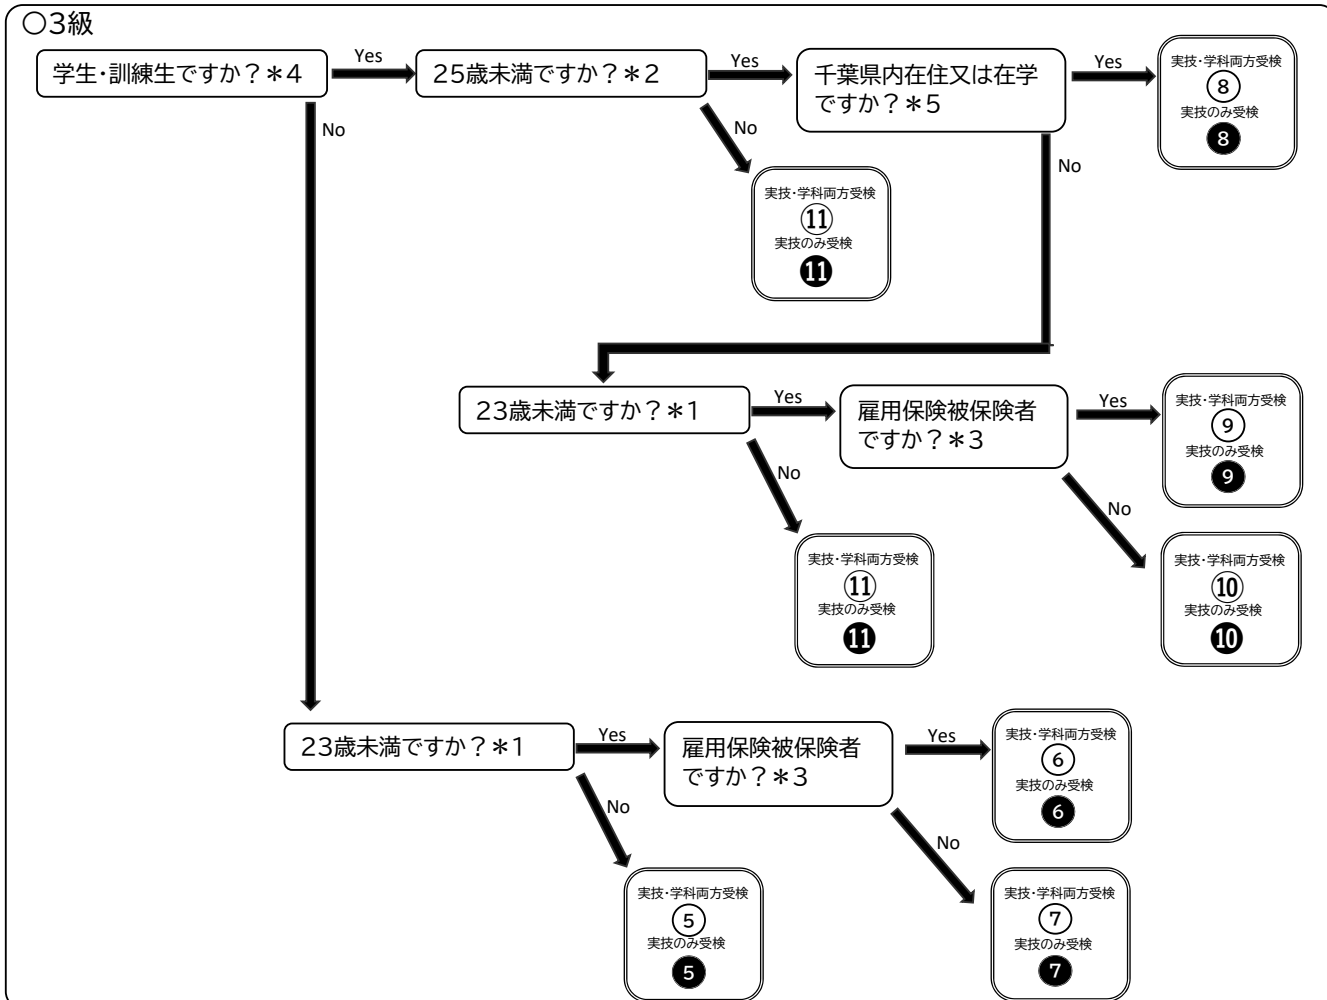 ○3級
学生・訓練生ですか？＊4
Yes
25歳未満ですか？＊2
Yes
千葉県内在住又は在学
ですか？＊5
Yes
実技・学科両方受検
⑧
実技のみ受検
❽
No
No
No
実技・学科両方受検
⑪
実技のみ受検
⓫
23歳未満ですか？＊1
Yes
雇用保険被保険者
ですか？＊3
Yes
実技・学科両方受検
⑨
実技のみ受検
❾
No
No
実技・学科両方受検
⑪
実技のみ受検
⓫
実技・学科両方受検
⑩
実技のみ受検
❿
23歳未満ですか？＊1
Yes
雇用保険被保険者
ですか？＊3
Yes
実技・学科両方受検
⑥
実技のみ受検
❻
No
No
実技・学科両方受検
⑤
実技のみ受検
❺
実技・学科両方受検
⑦
実技のみ受検
❼